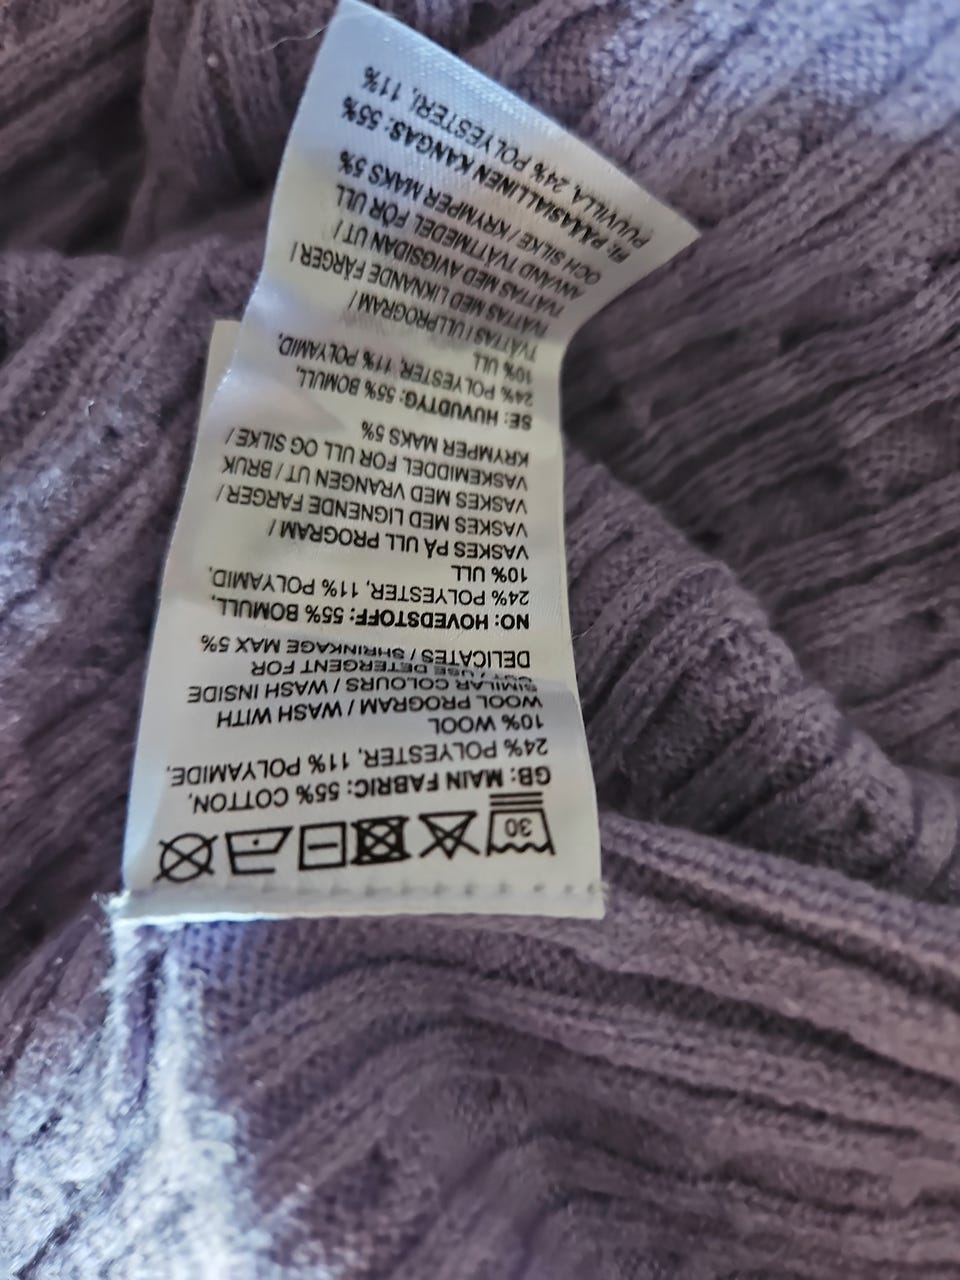 30
GB: MAIN FABRIC: 55% COTTON,
24% POLYESTER, 11% POLYAMIDE,
10% WOOL
WOOL PROGRAM / WASH WITH
SIMILAR COLOURS / WASH INSIDE
OUT / USE DETERGENT FOR
DELICATES / SHRINKAGE MAX 5%
NO: HOVEDSTOFF: 55% BOMULL,
24% POLYESTER, 11% POLYAMID,
10% ULL
VASKES PÅ ULL PROGRAM /
VASKES MED LIGNENDE FARGER /
VASKES MED VRANGEN UT / BRUK
VASKEMIDDEL FOR ULL OG SILKE /
KRYMPER MAKS 5%
SE: HUVUDTYG: 55% BOMULL,
24% POLYESTER, 11% POLYAMID,
10% ULL
TVÄTTAS I ULLPROGRAM /
TVÄTTAS MED LIKNANDE FÄRGER /
TVÄTTAS MED AVIGSIDAN UT /
ANVÄND TVÄTTMEDEL FÖR ULL
OCH SILKE / KRYMPER MAKS 5%
FI: PÄÄASIALLINEN KANGAS: 55%
PUUVILLA, 24% POLYESTERI, 11%